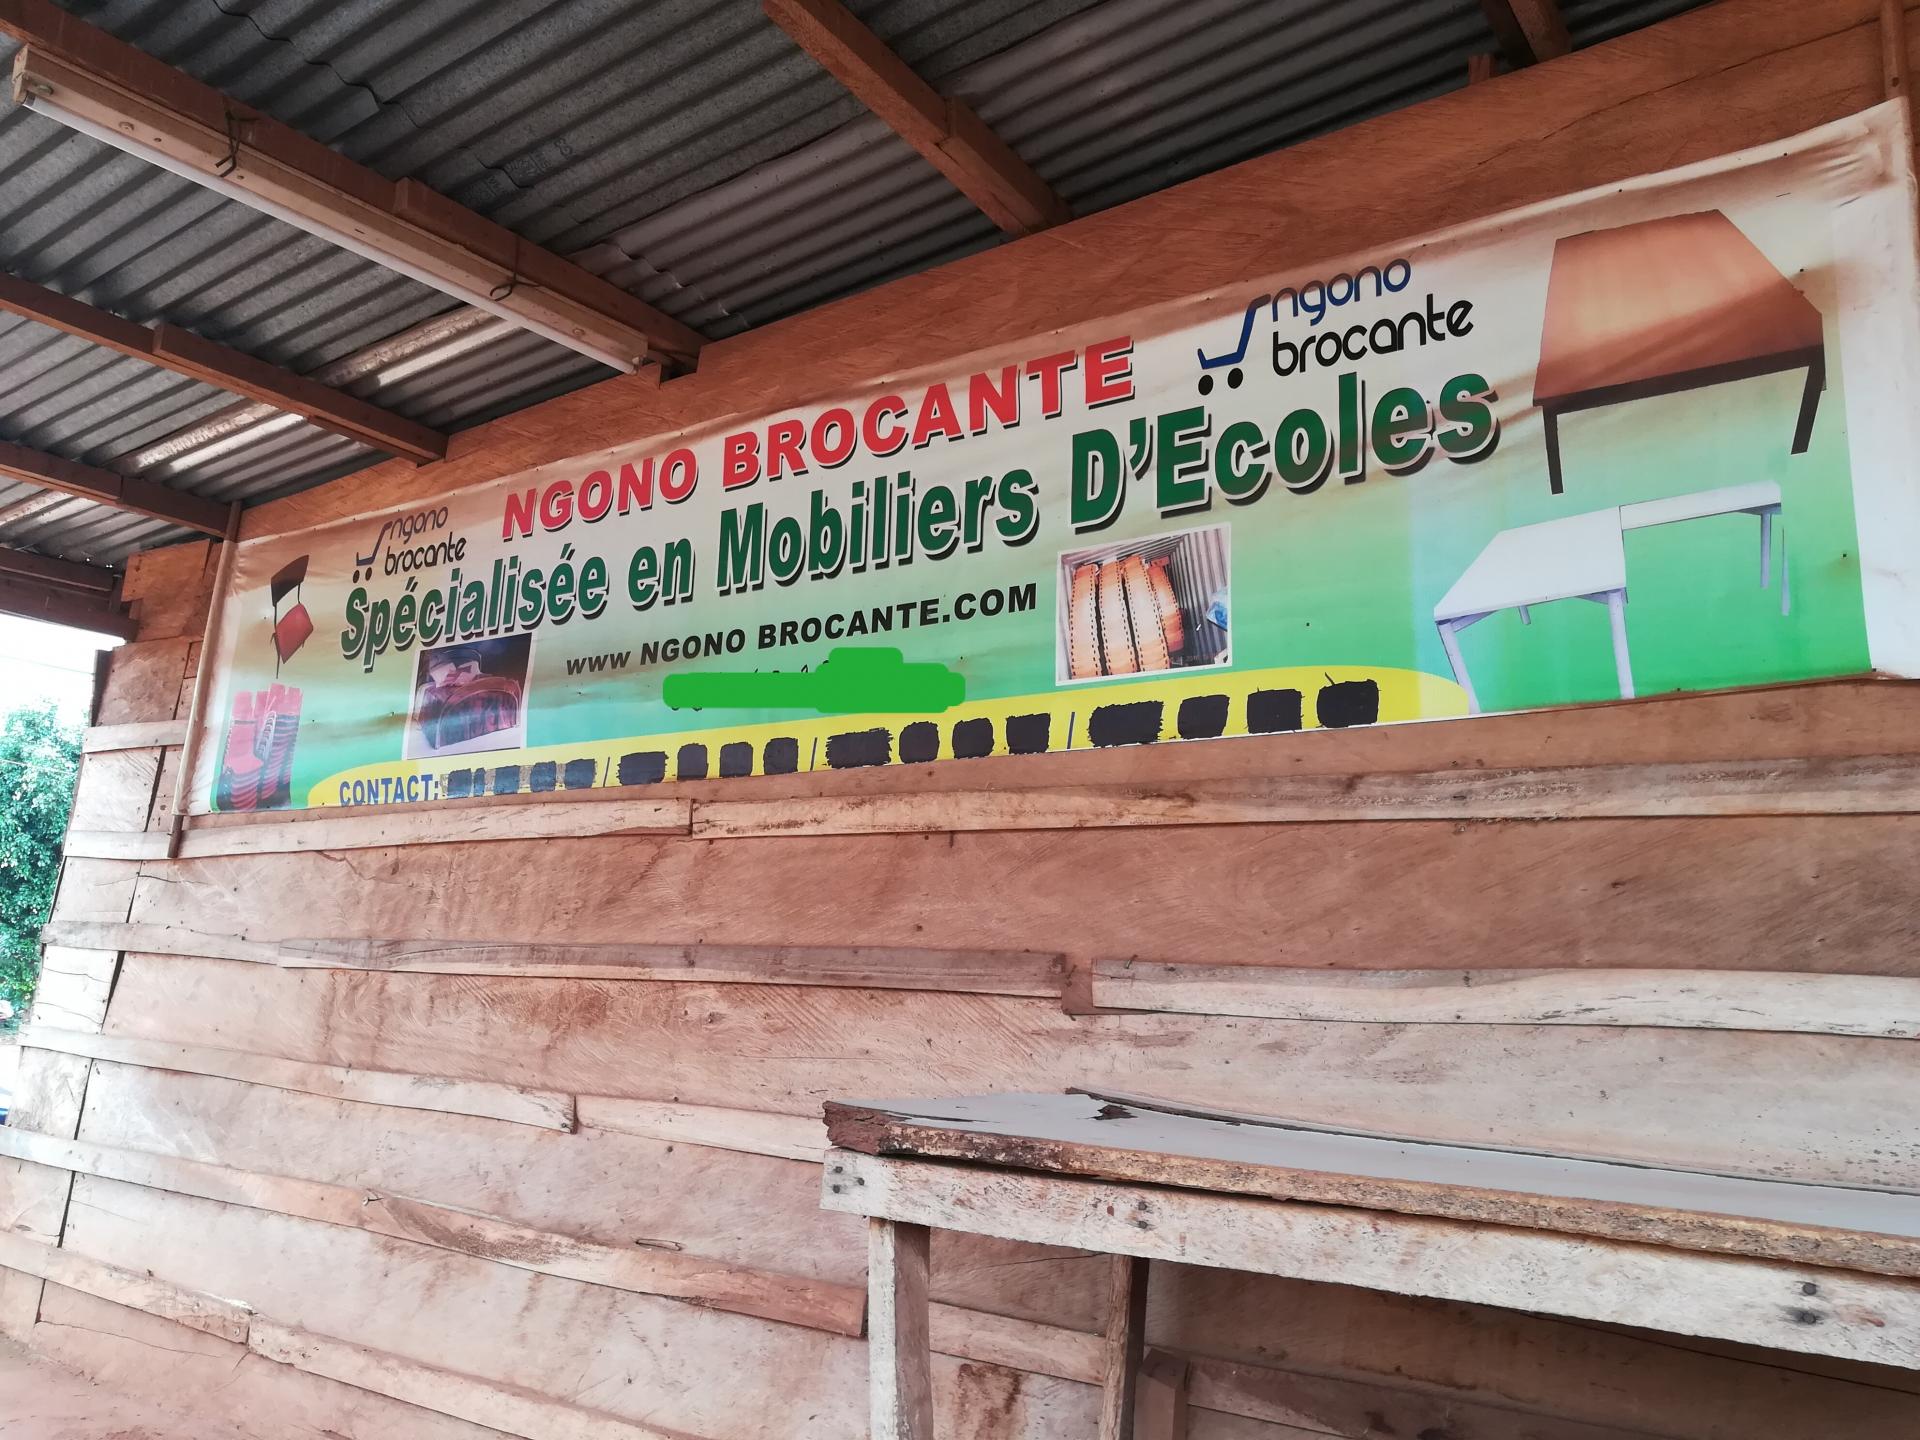 ngono
brocante
NGONO BROCANTE
ngono
brocante
Spécialisée en Mobiliers D'Ecoles
www NGONO BROCANTE.COM
CONTACT: